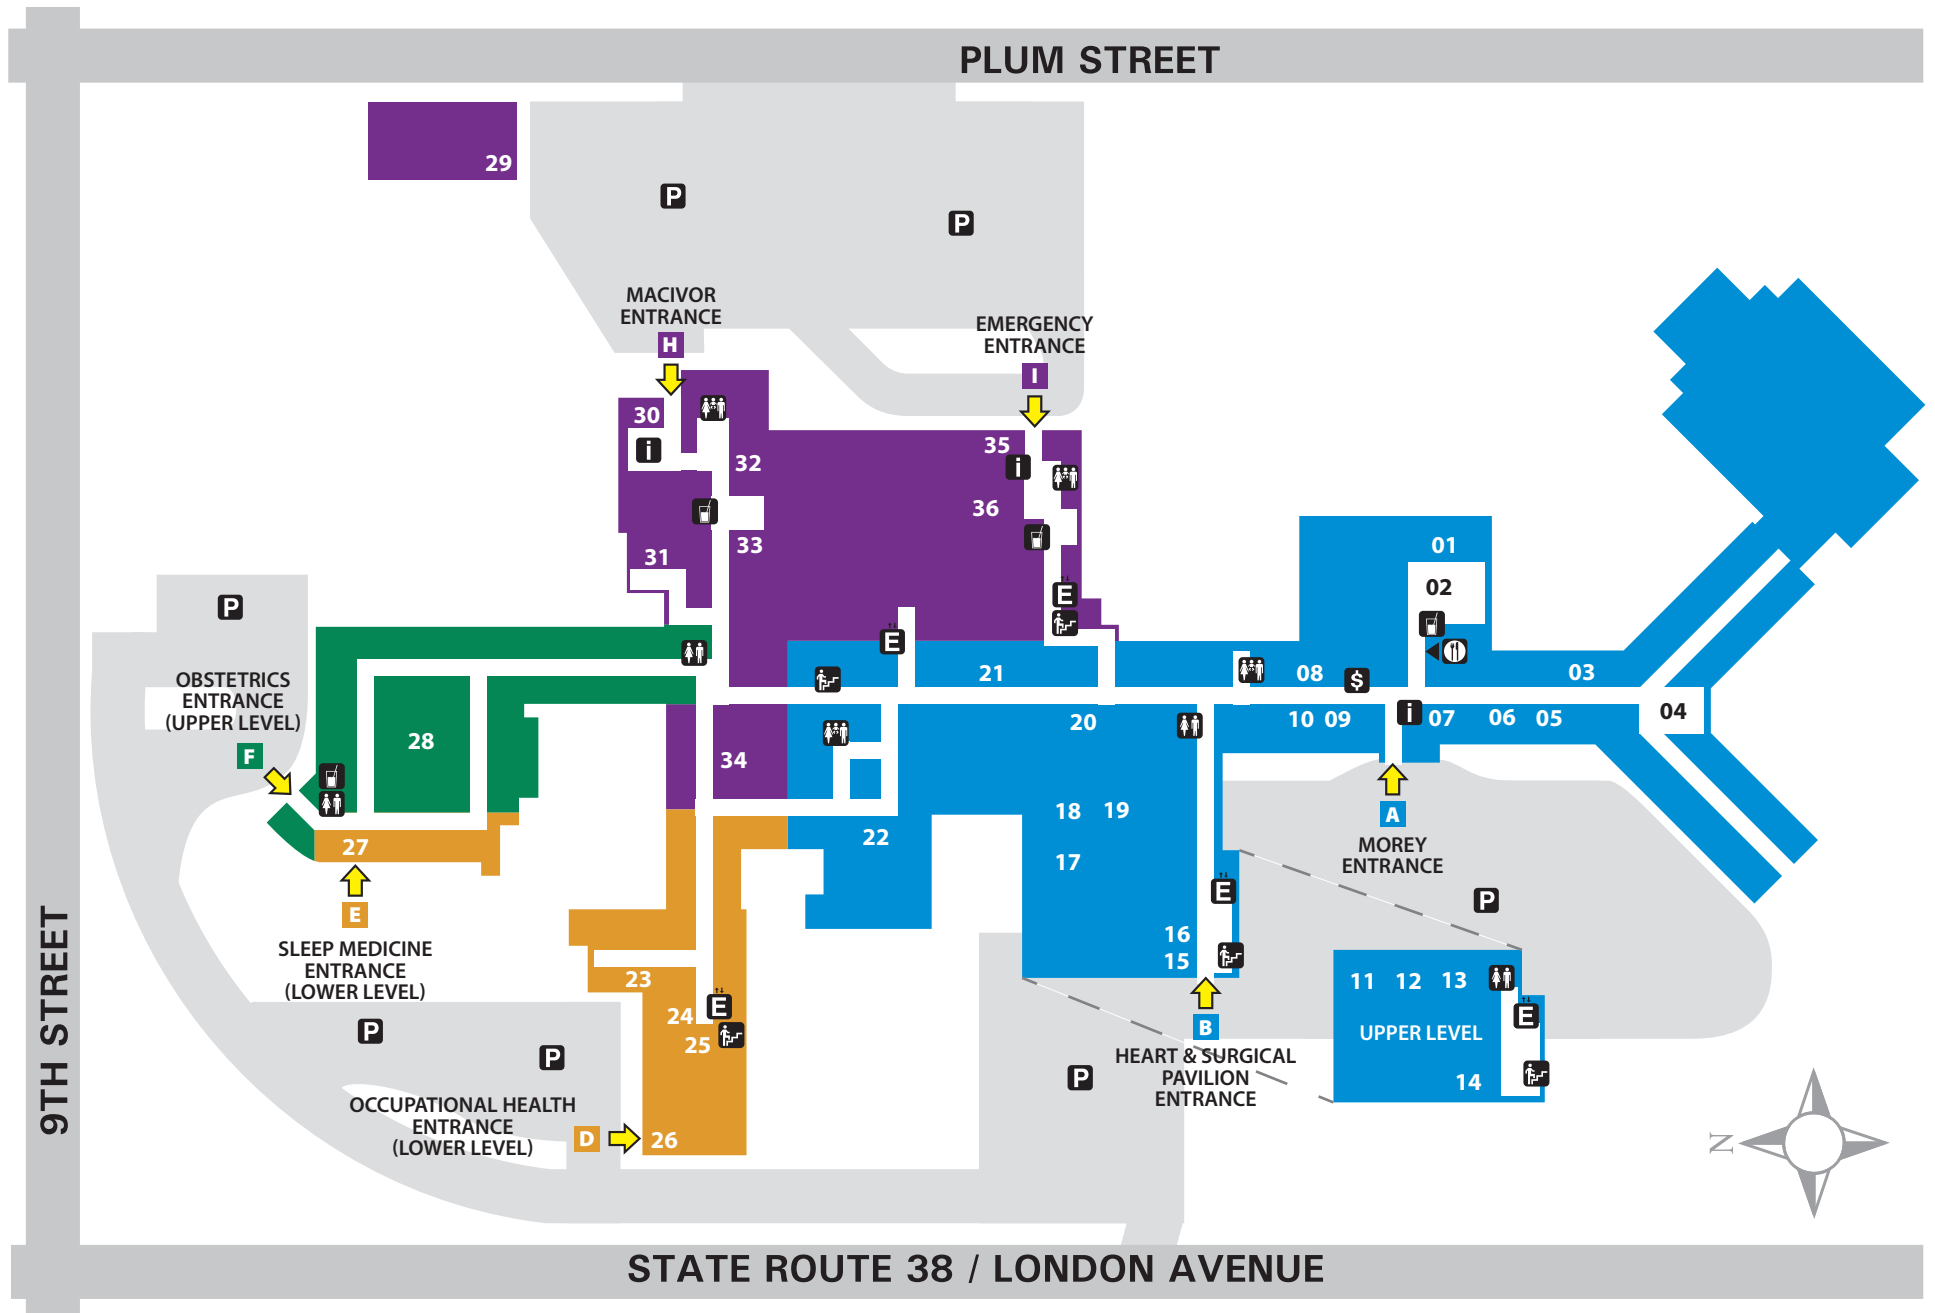 PLUM STREET
29
P
P
MACIVOR
ENTRANCE
H
EMERGENCY
ENTRANCE
I
30
i
32
35
i
36
33
31
E
01
02
P
E
OBSTETRICS
ENTRANCE
(UPPER LEVEL)
F
28
21
08
$
03
20
10 09
i
07
06
05
04
34
18
19
A
MOREY
ENTRANCE
27
22
17
E
E
P
SLEEP MEDICINE
ENTRANCE
(LOWER LEVEL)
16
15
23
24
E
25
P
P
B
HEART & SURGICAL
PAVILION
ENTRANCE
P
11
12
13
E
UPPER LEVEL
14
OCCUPATIONAL HEALTH
ENTRANCE
(LOWER LEVEL)
D
26
N
9TH STREET
STATE ROUTE 38 / LONDON AVENUE